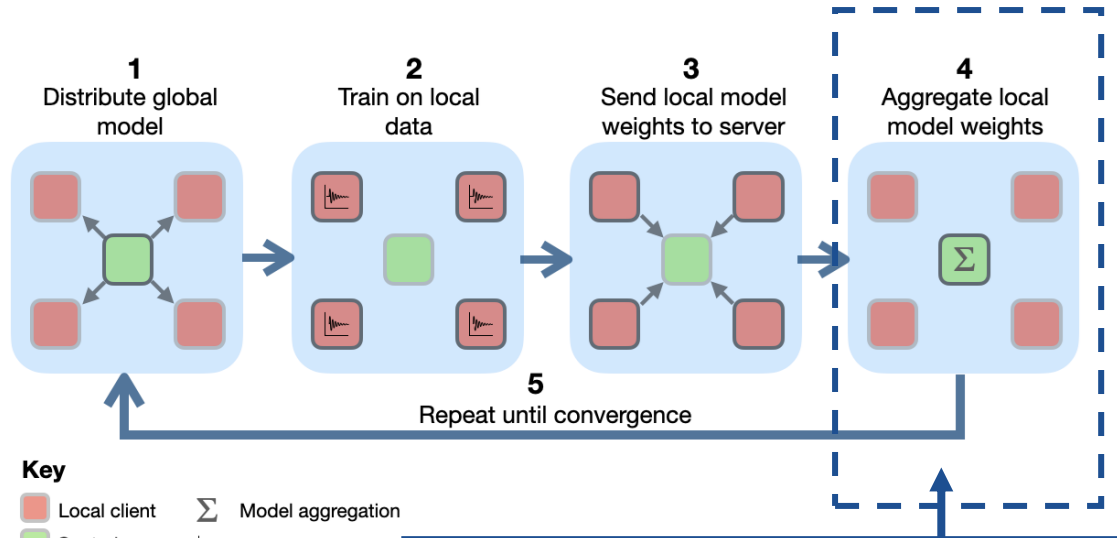 1
Distribute global
model
2
Train on local
data
3
Send local model
weights to server
4
Aggregate local
model weights
Σ
5
Repeat until convergence
Key
Local client
Σ Model aggregation